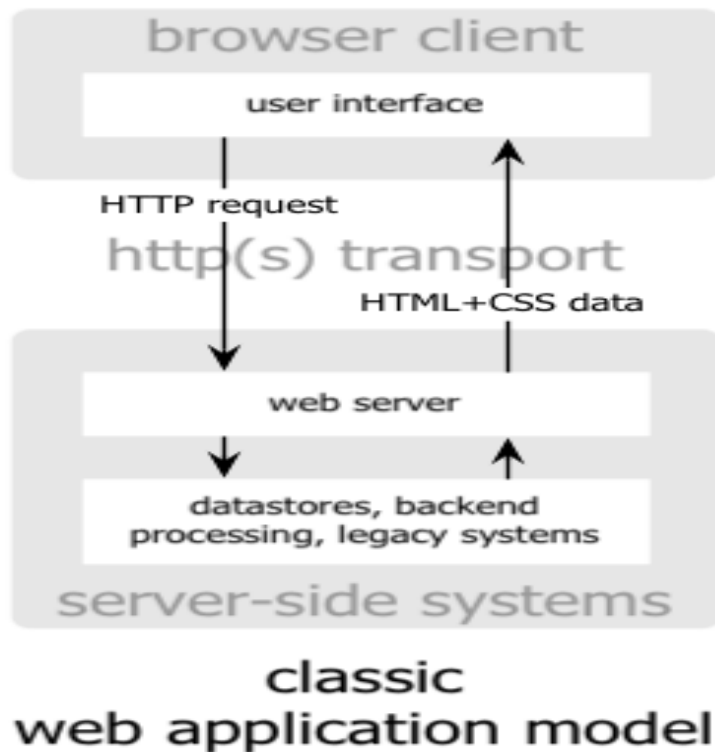 browser client
user interface
HTTP request
http(s) transport
HTML+CSS data
web server
datastores, backend
processing, legacy systems
server-side systems
classic
web application model